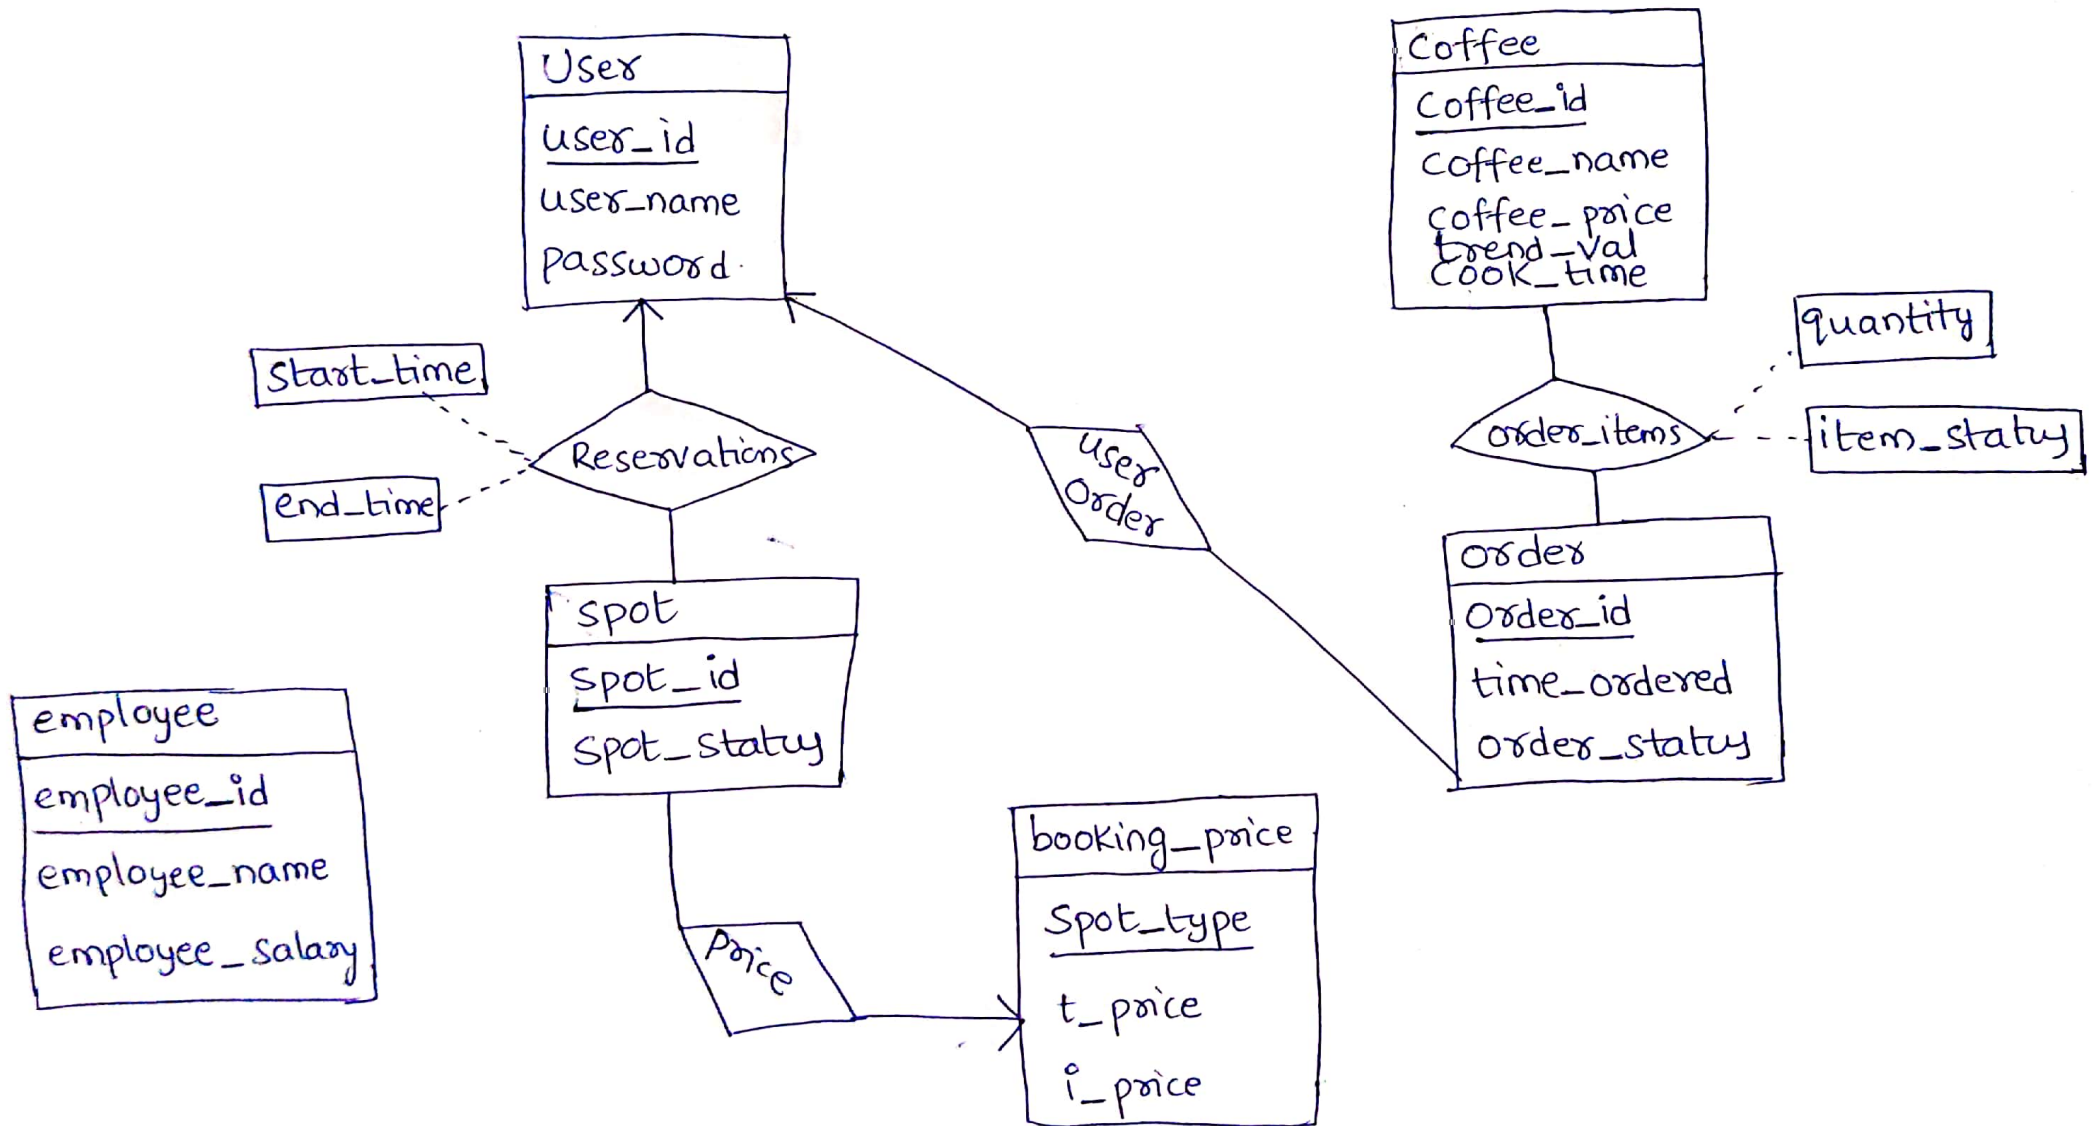 User
user_id
user_name
password
Coffee
Coffee_id
coffee_name
coffee_price
trend_val
cook_time
quantity
item_status
order_items
start_time
end_time
Reservations
user
order
order
order_id
time_ordered
order_status
spot
spot_id
spot_status
employee
employee_id
employee_name
employee_salary
price
booking_price
Spot_type
t_price
i_price